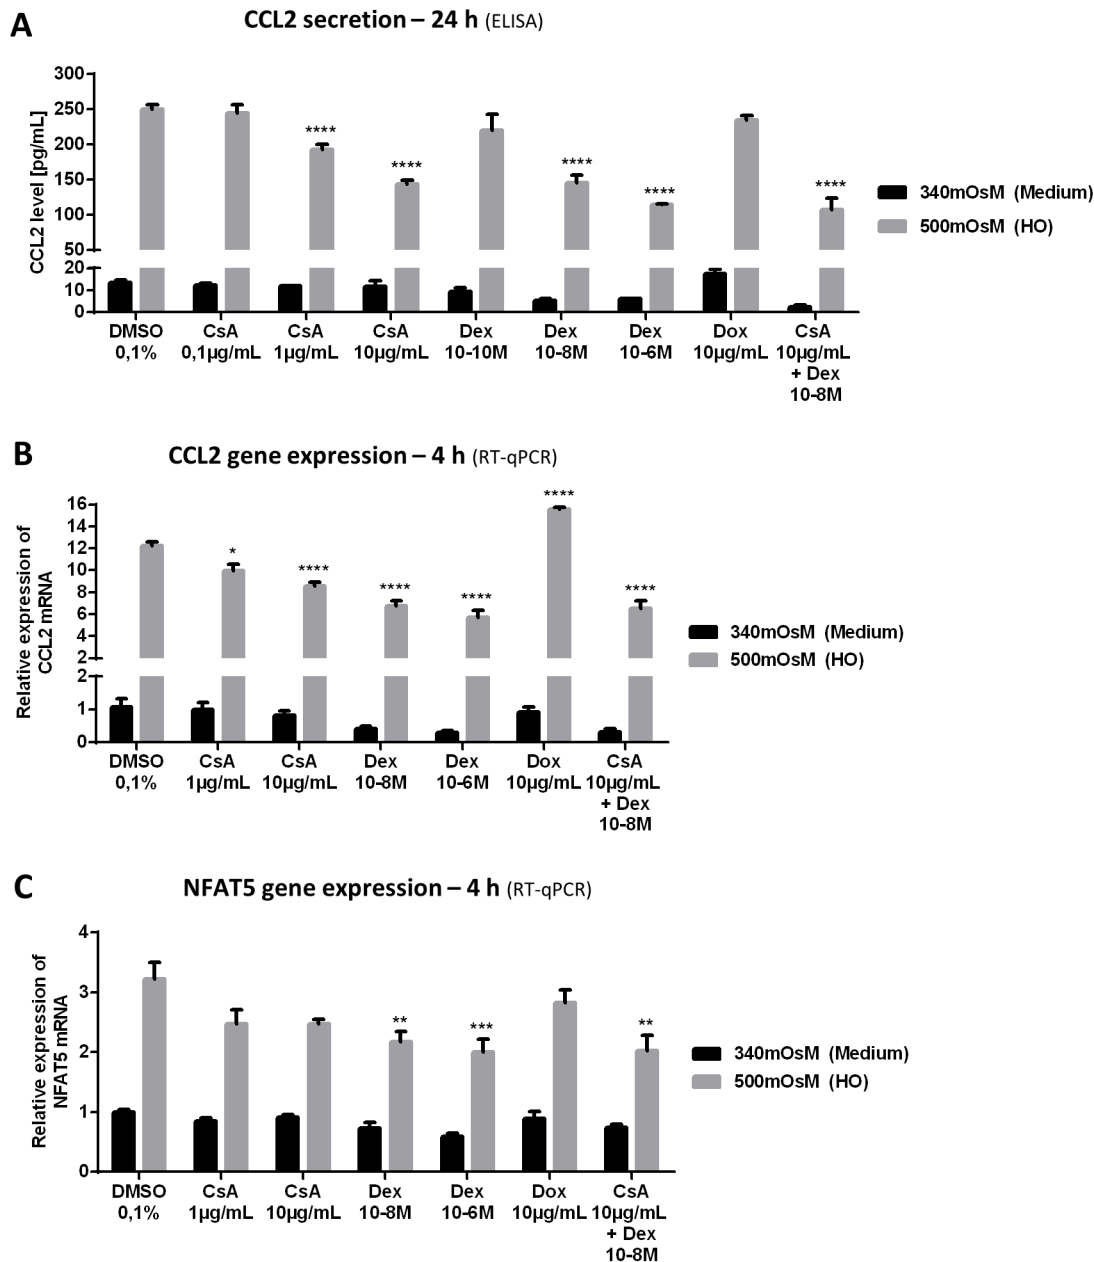 A
CCL2 secretion – 24 h (ELISA)
CCL2 level [pg/mL]
300
250
200
150
100
50
20
10
0
****
****
****
****
****
340mOsM (Medium)
500mOsM (HO)
DMSO CsA CsA CsA Dex Dex Dex Dox CsA
0,1% 0,1µg/mL 1µg/mL 10µg/mL 10-10M 10-8M 10-6M 10µg/mL 10µg/mL
+ Dex
10-8M
B
CCL2 gene expression – 4 h (RT-qPCR)
Relative expression of
CCL2 mRNA
16
14
12
10
8
6
4
2
2
1
0
*
****
****
****
****
****
340mOsM (Medium)
500mOsM (HO)
DMSO CsA CsA Dex Dex Dox CsA
0,1% 1µg/mL 10µg/mL 10-8M 10-6M 10µg/mL 10µg/mL
+ Dex
10-8M
C
NFAT5 gene expression – 4 h (RT-qPCR)
Relative expression of
NFAT5 mRNA
4
3
2
1
0
**
***
**
340mOsM (Medium)
500mOsM (HO)
DMSO CsA CsA Dex Dex Dox CsA
0,1% 1µg/mL 10µg/mL 10-8M 10-6M 10µg/mL 10µg/mL
+ Dex
10-8M